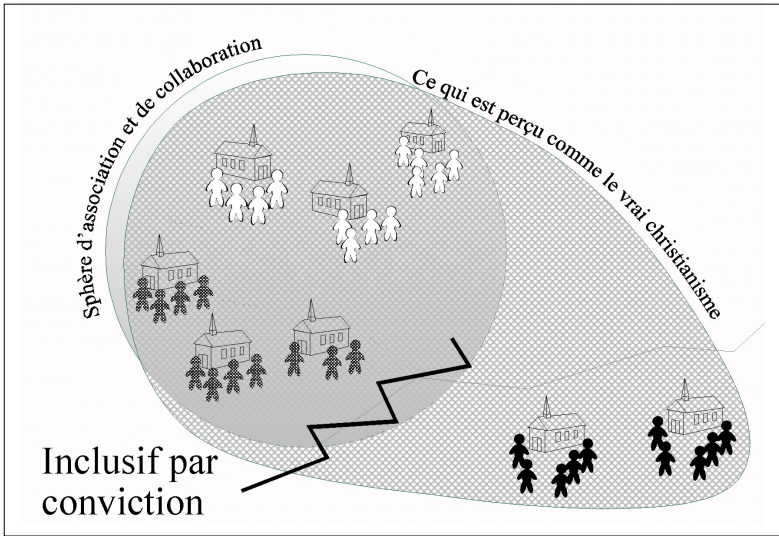 Sphère d'association et de collaboration
Ce qui est perçu comme le vrai christianisme
Inclusif par
conviction